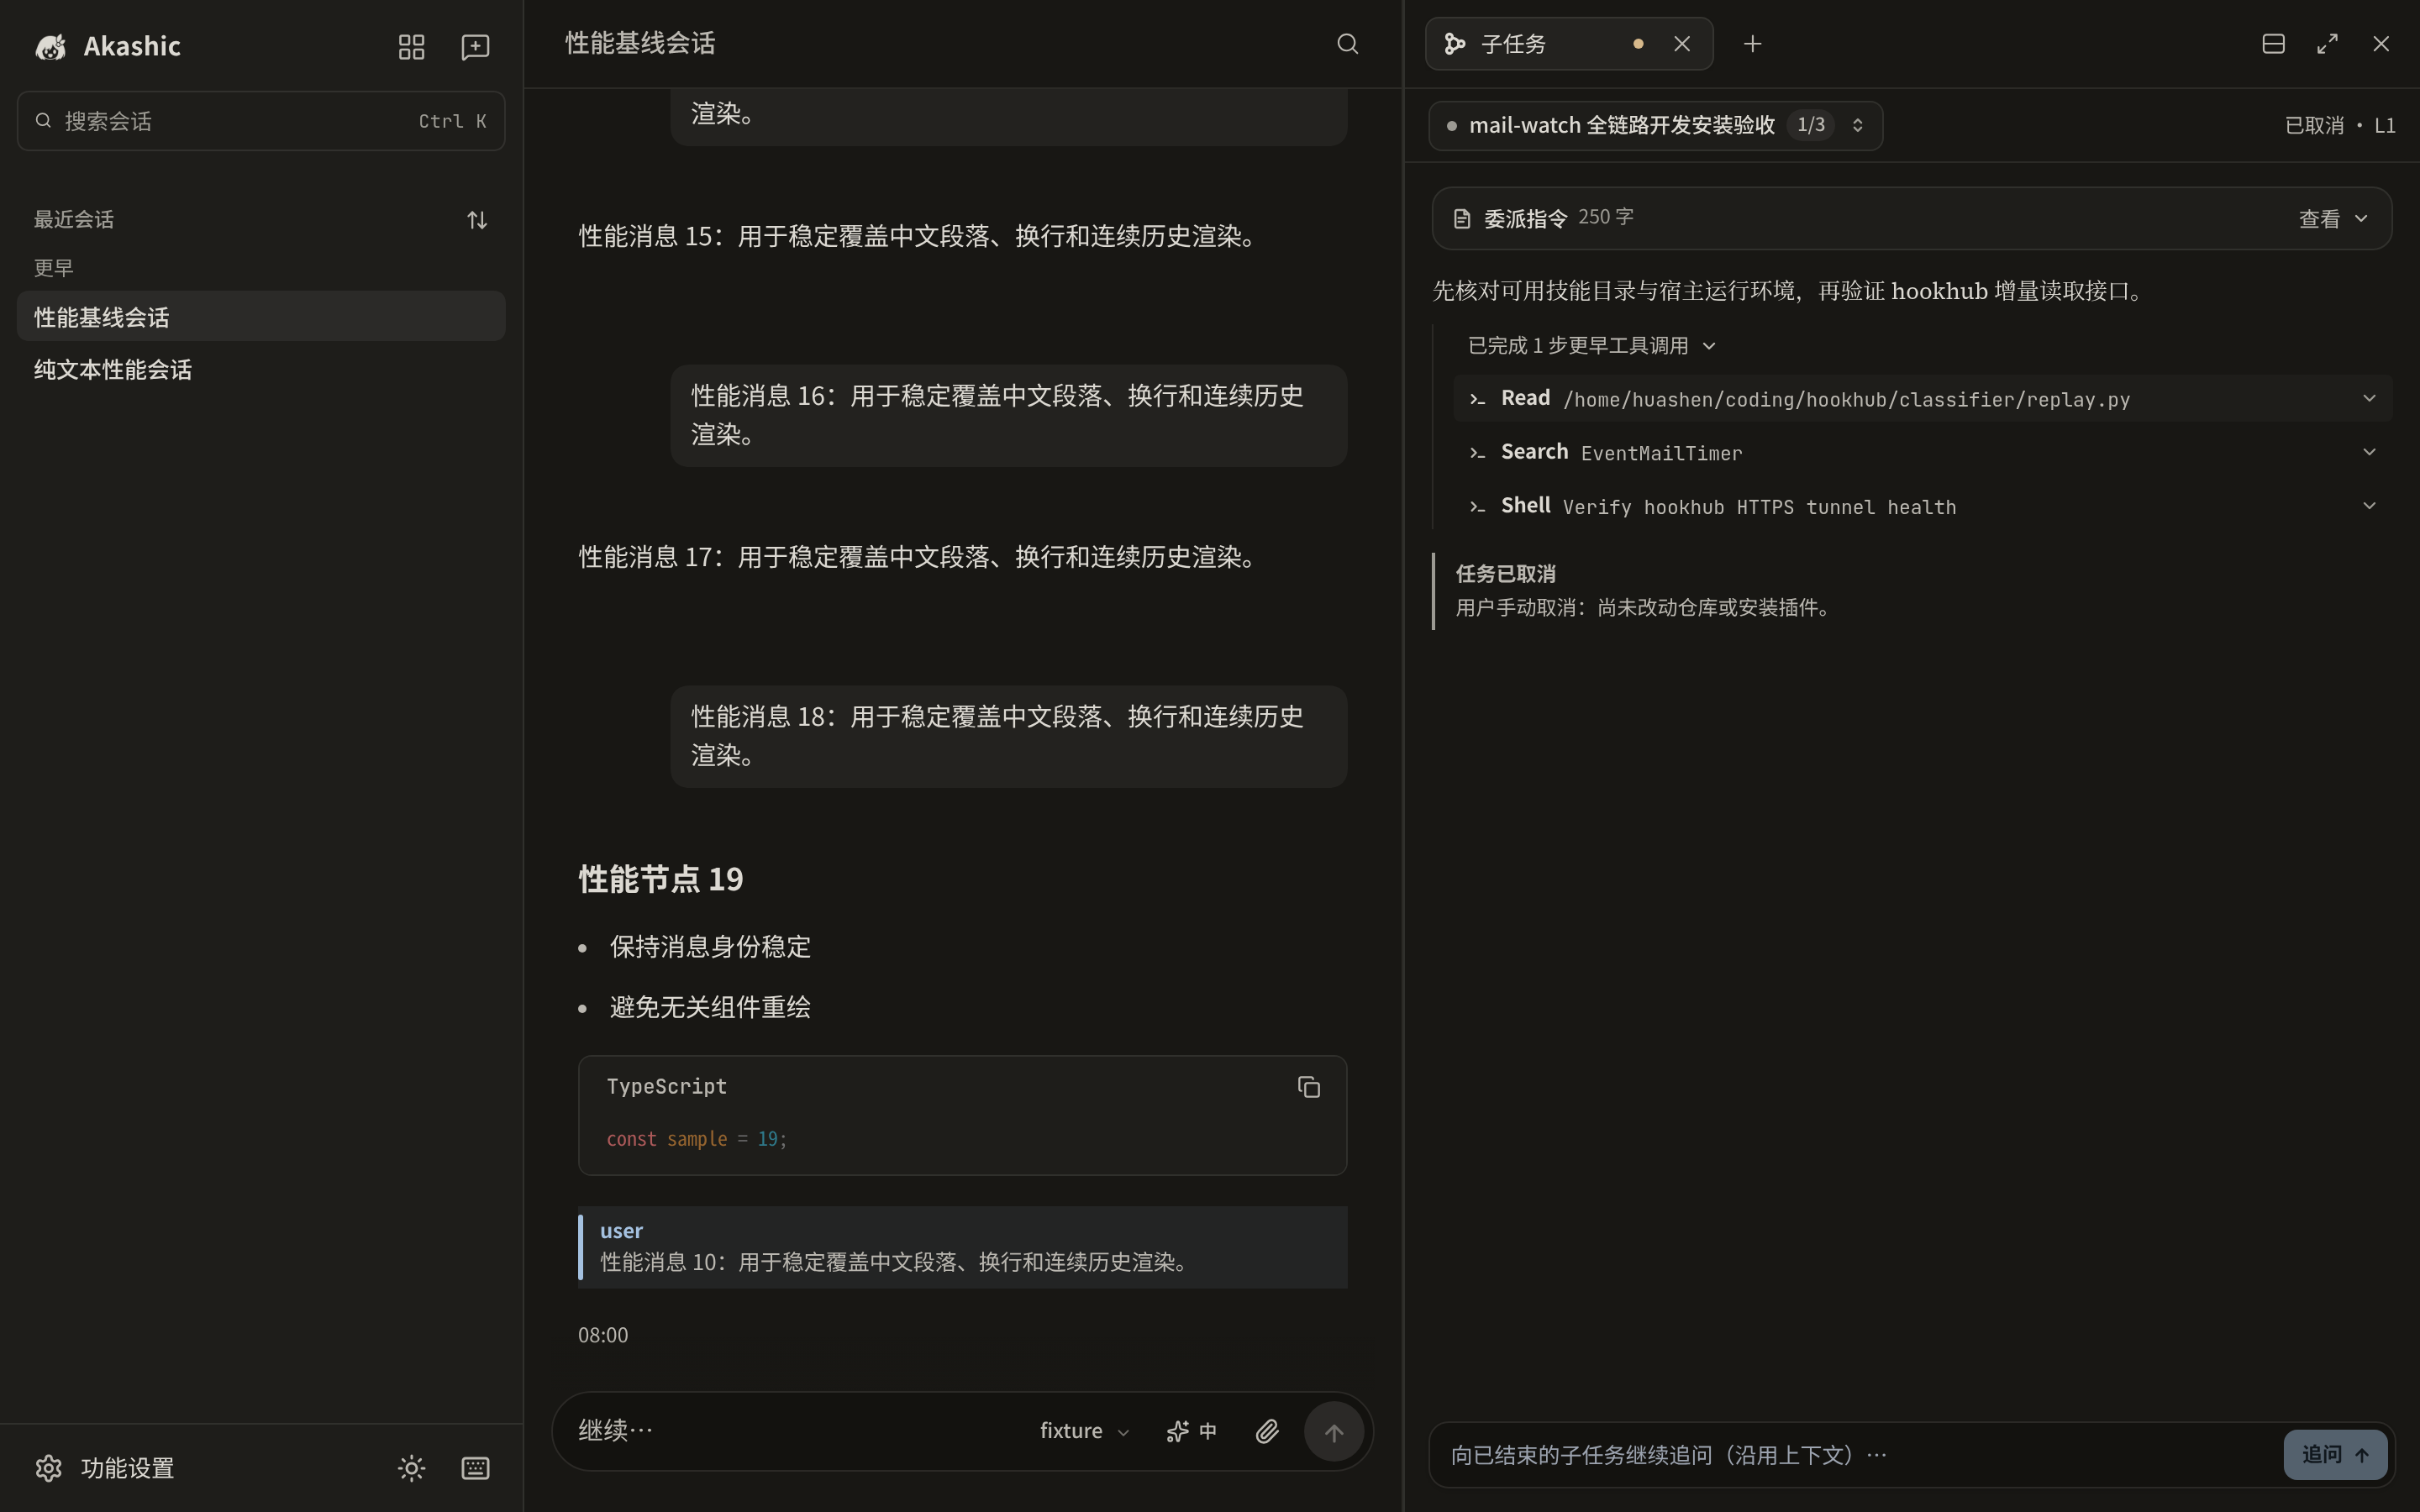 Akashic
搜索会话 Ctrl K
最近会话
更早
性能基线会话
纯文本性能会话
功能设置
性能基线会话
渲染。
性能消息 15：用于稳定覆盖中文段落、换行和连续历史渲染。
性能消息 16：用于稳定覆盖中文段落、换行和连续历史
渲染。
性能消息 17：用于稳定覆盖中文段落、换行和连续历史渲染。
性能消息 18：用于稳定覆盖中文段落、换行和连续历史
渲染。
性能节点 19
• 保持消息身份稳定
• 避免无关组件重绘
TypeScript
const sample = 19;
user
性能消息 10：用于稳定覆盖中文段落、换行和连续历史渲染。
08:00
继续… fixture 中
子任务
mail-watch 全链路开发安装验收 1/3 已取消 • L1
委派指令 250 字 查看
先核对可用技能目录与宿主运行环境，再验证 hookhub 增量读取接口。
已完成 1 步更早工具调用
Read /home/huashen/coding/hookhub/classifier/replay.py
Search EventMailTimer
Shell Verify hookhub HTTPS tunnel health
任务已取消
用户手动取消：尚未改动仓库或安装插件。
向已结束的子任务继续追问（沿用上下文）… 追问